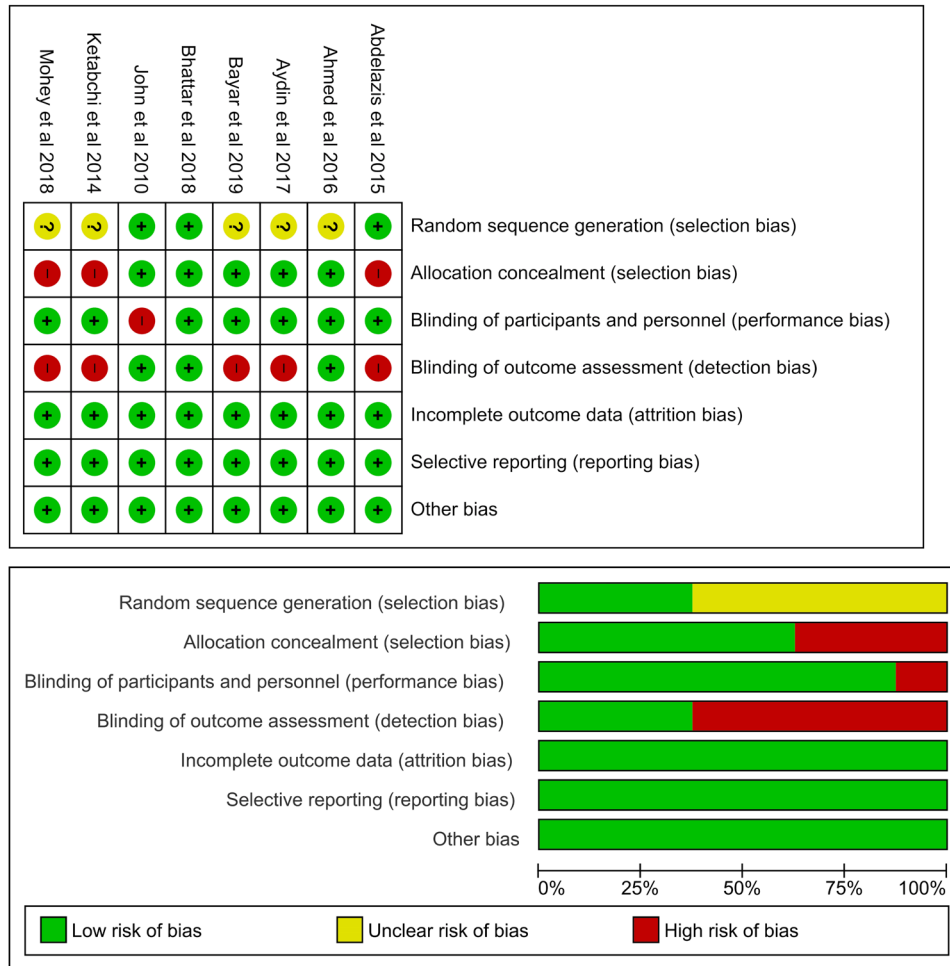 Mohey et al 2018
Ketabchi et al 2014
John et al 2010
Bhattar et al 2018
Bayar et al 2019
Aydin et al 2017
Ahmed et al 2016
Abdelazis et al 2015
? ? + + ? ? ? + Random sequence generation (selection bias)
– – + + + + + – Allocation concealment (selection bias)
+ + – + + + + + Blinding of participants and personnel (performance bias)
– – + + – – + – Blinding of outcome assessment (detection bias)
+ + + + + + + + Incomplete outcome data (attrition bias)
+ + + + + + + + Selective reporting (reporting bias)
+ + + + + + + + Other bias
Random sequence generation (selection bias)
Allocation concealment (selection bias)
Blinding of participants and personnel (performance bias)
Blinding of outcome assessment (detection bias)
Incomplete outcome data (attrition bias)
Selective reporting (reporting bias)
Other bias
0% 25% 50% 75% 100%
Low risk of bias Unclear risk of bias High risk of bias